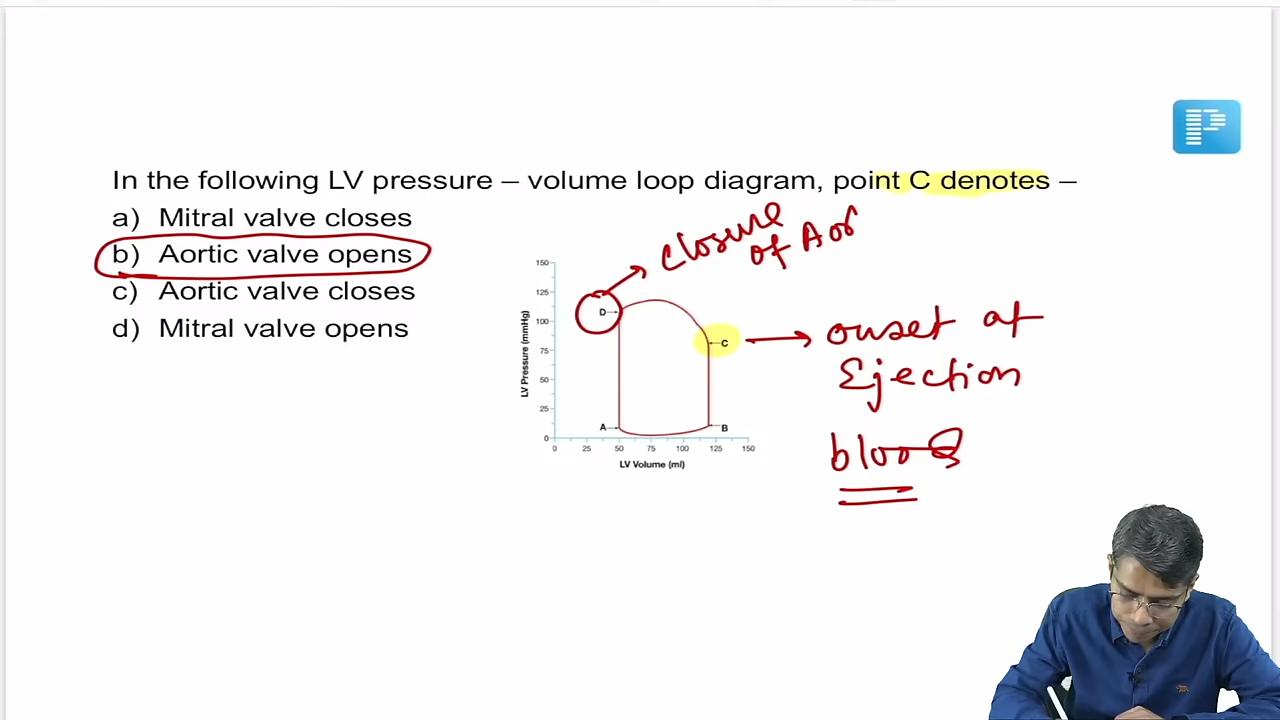 In the following LV pressure – volume loop diagram, point C denotes –
a) Mitral valve closes
b) Aortic valve opens
c) Aortic valve closes
d) Mitral valve opens
closure
of Aor
150
125
100
75
50
25
0
LV Pressure (mmHg)
D
C
A
B
0 25 50 75 100 125 150
LV Volume (ml)
onset of
Ejection
blood
P